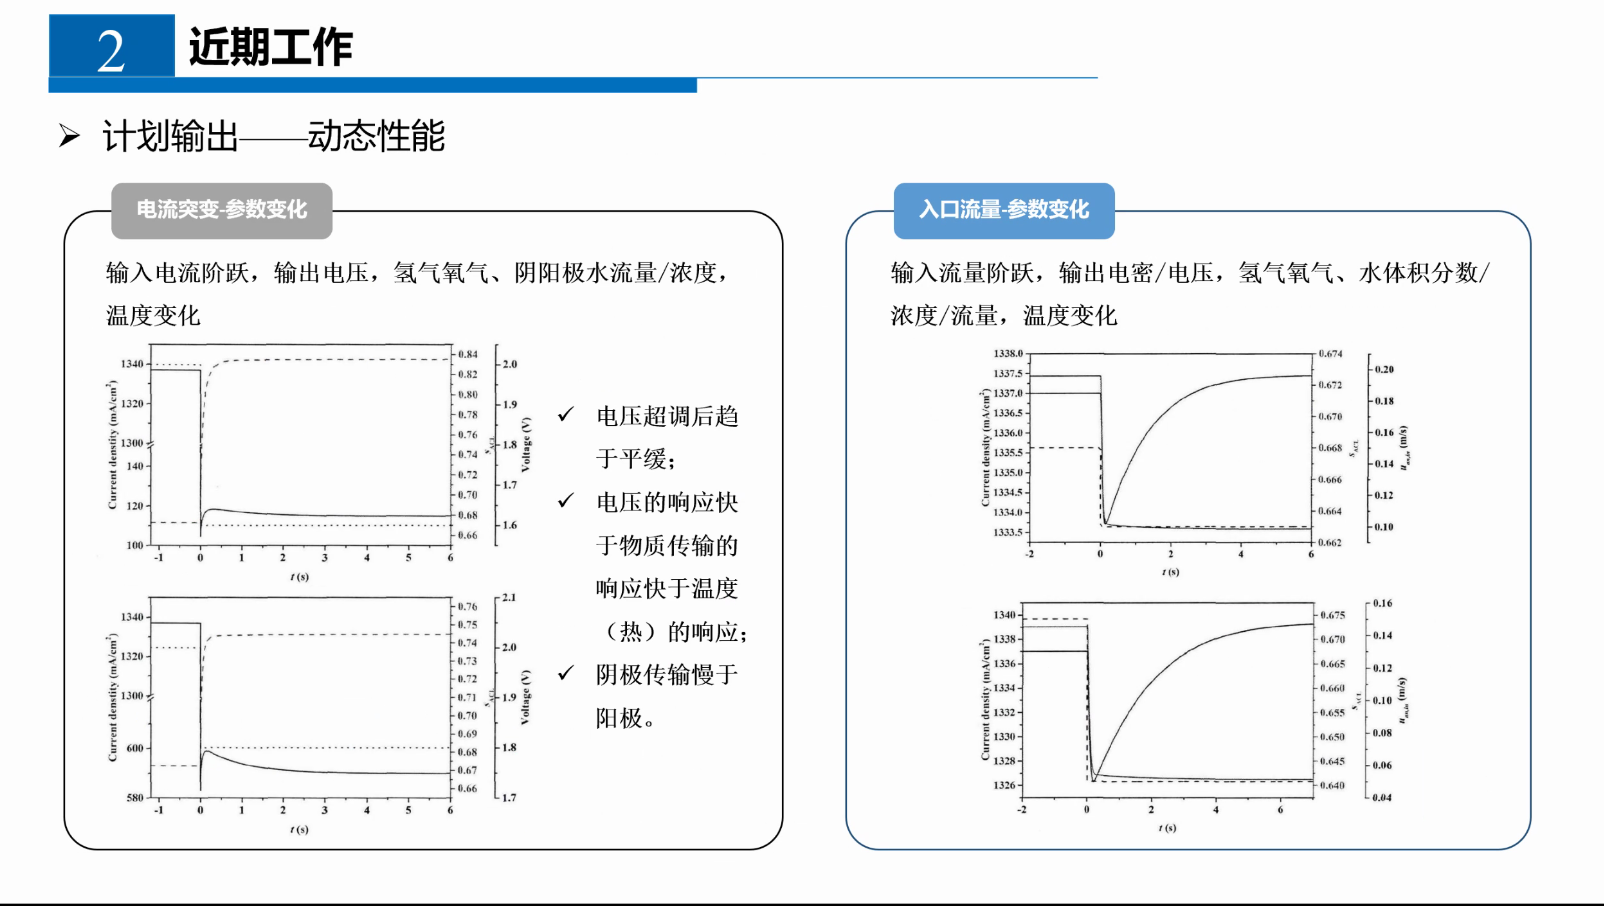 2
近期工作
计划输出——动态性能
电流突变-参数变化
输入电流阶跃，输出电压，氢气氧气、阴阳极水流量/浓度，
温度变化
1340
1320
1300
140
120
100
Current denstity (mA/cm²)
-1 0 1 2 3 4 5 6
t (s)
0.84
0.82
0.80
0.78
0.76
0.74
0.72
0.70
0.68
0.66
s_ACL
2.0
1.9
1.8
1.7
1.6
Voltage (V)
1340
1320
1300
600
580
Current denstity (mA/cm²)
-1 0 1 2 3 4 5 6
t (s)
0.76
0.75
0.74
0.73
0.72
0.71
0.70
0.69
0.68
0.67
0.66
s_ACL
2.1
2.0
1.9
1.8
1.7
Voltage (V)
✓ 电压超调后趋
于平缓；
✓ 电压的响应快
于物质传输的
响应快于温度
（热）的响应；
✓ 阴极传输慢于
阳极。
入口流量-参数变化
输入流量阶跃，输出电密/电压，氢气氧气、水体积分数/
浓度/流量，温度变化
1338.0
1337.5
1337.0
1336.5
1336.0
1335.5
1335.0
1334.5
1334.0
1333.5
Current density (mA/cm²)
-2 0 2 4 6
t (s)
0.674
0.672
0.670
0.668
0.666
0.664
0.662
s_ACL
0.20
0.18
0.16
0.14
0.12
0.10
u_an,in (m/s)
1340
1338
1336
1334
1332
1330
1328
1326
Current density (mA/cm²)
-2 0 2 4 6
t (s)
0.675
0.670
0.665
0.660
0.655
0.650
0.645
0.640
s_ACL
0.16
0.14
0.12
0.10
0.08
0.06
0.04
u_an,in (m/s)